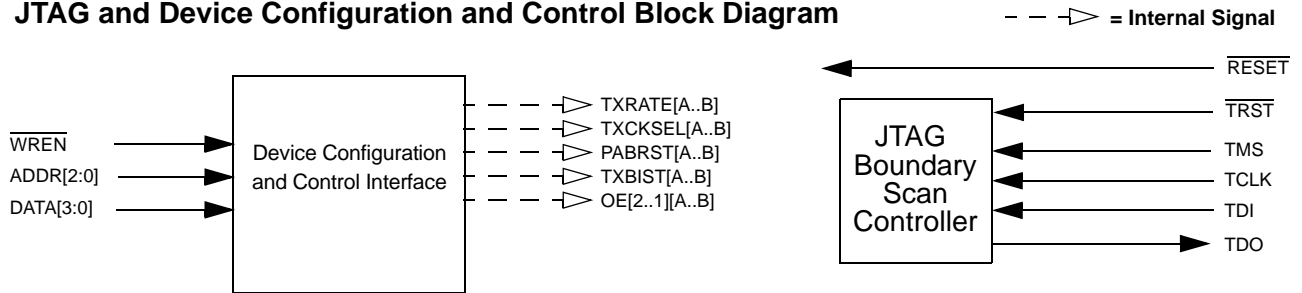 JTAG and Device Configuration and Control Block Diagram
= Internal Signal
WREN
ADDR[2:0]
DATA[3:0]
Device Configuration
and Control Interface
TXRATE[A..B]
TXCKSEL[A..B]
PABRST[A..B]
TXBIST[A..B]
OE[2..1][A..B]
JTAG
Boundary
Scan
Controller
RESET
TRST
TMS
TCLK
TDI
TDO